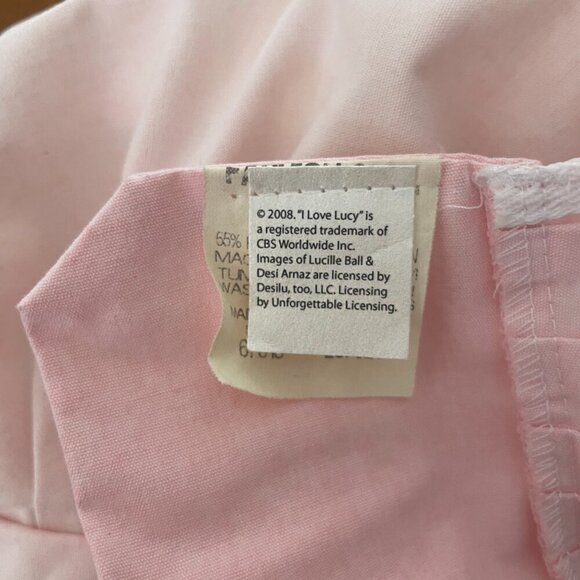 © 2008. "I Love Lucy" is
a registered trademark of
CBS Worldwide Inc.
Images of Lucille Ball &
Desi Arnaz are licensed by
Desilu, too, LLC. Licensing
by Unforgettable Licensing.